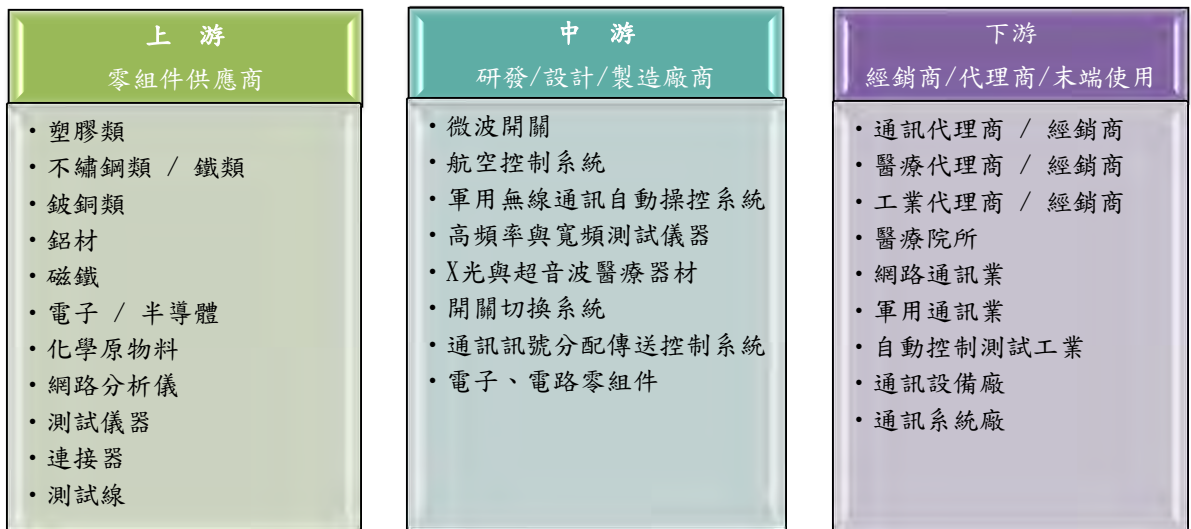 上 游
零組件供應商
・塑膠類
・不繡鋼類 / 鐵類
・鈹銅類
・鋁材
・磁鐵
・電子 / 半導體
・化學原物料
・網路分析儀
・測試儀器
・連接器
・測試線
中 游
研發/設計/製造廠商
・微波開關
・航空控制系統
・軍用無線通訊自動操控系統
・高頻率與寬頻測試儀器
・X光與超音波醫療器材
・開關切換系統
・通訊訊號分配傳送控制系統
・電子、電路零組件
下游
經銷商/代理商/末端使用
・通訊代理商 / 經銷商
・醫療代理商 / 經銷商
・工業代理商 / 經銷商
・醫療院所
・網路通訊業
・軍用通訊業
・自動控制測試工業
・通訊設備廠
・通訊系統廠